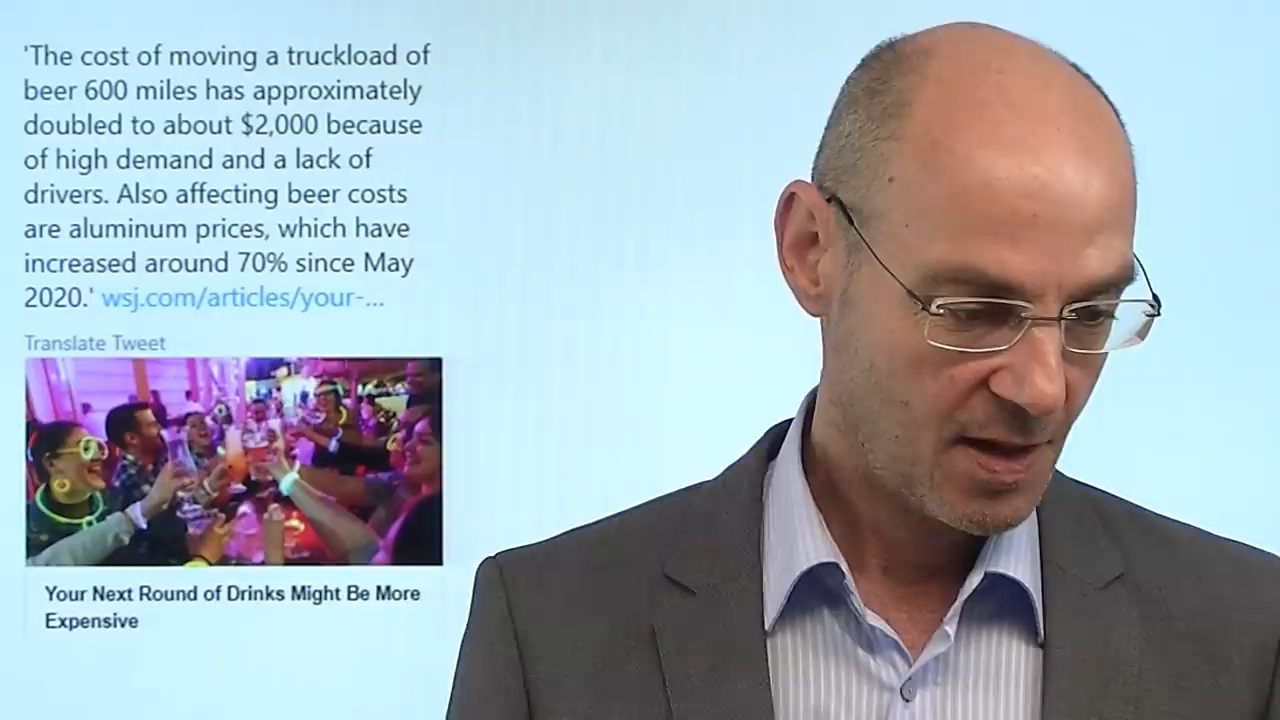 'The cost of moving a truckload of
beer 600 miles has approximately
doubled to about $2,000 because
of high demand and a lack of
drivers. Also affecting beer costs
are aluminum prices, which have
increased around 70% since May
2020.' wsj.com/articles/your-...
Translate Tweet
Your Next Round of Drinks Might Be More
Expensive